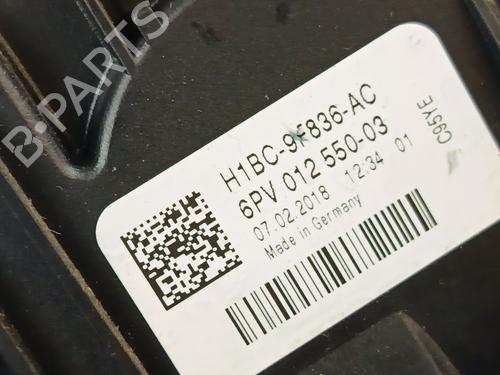 B-PARTS
H1BC-9F836-AC
6PV 012 550-03
07.02.2018 12:34 01
Made in Germany
C95YE